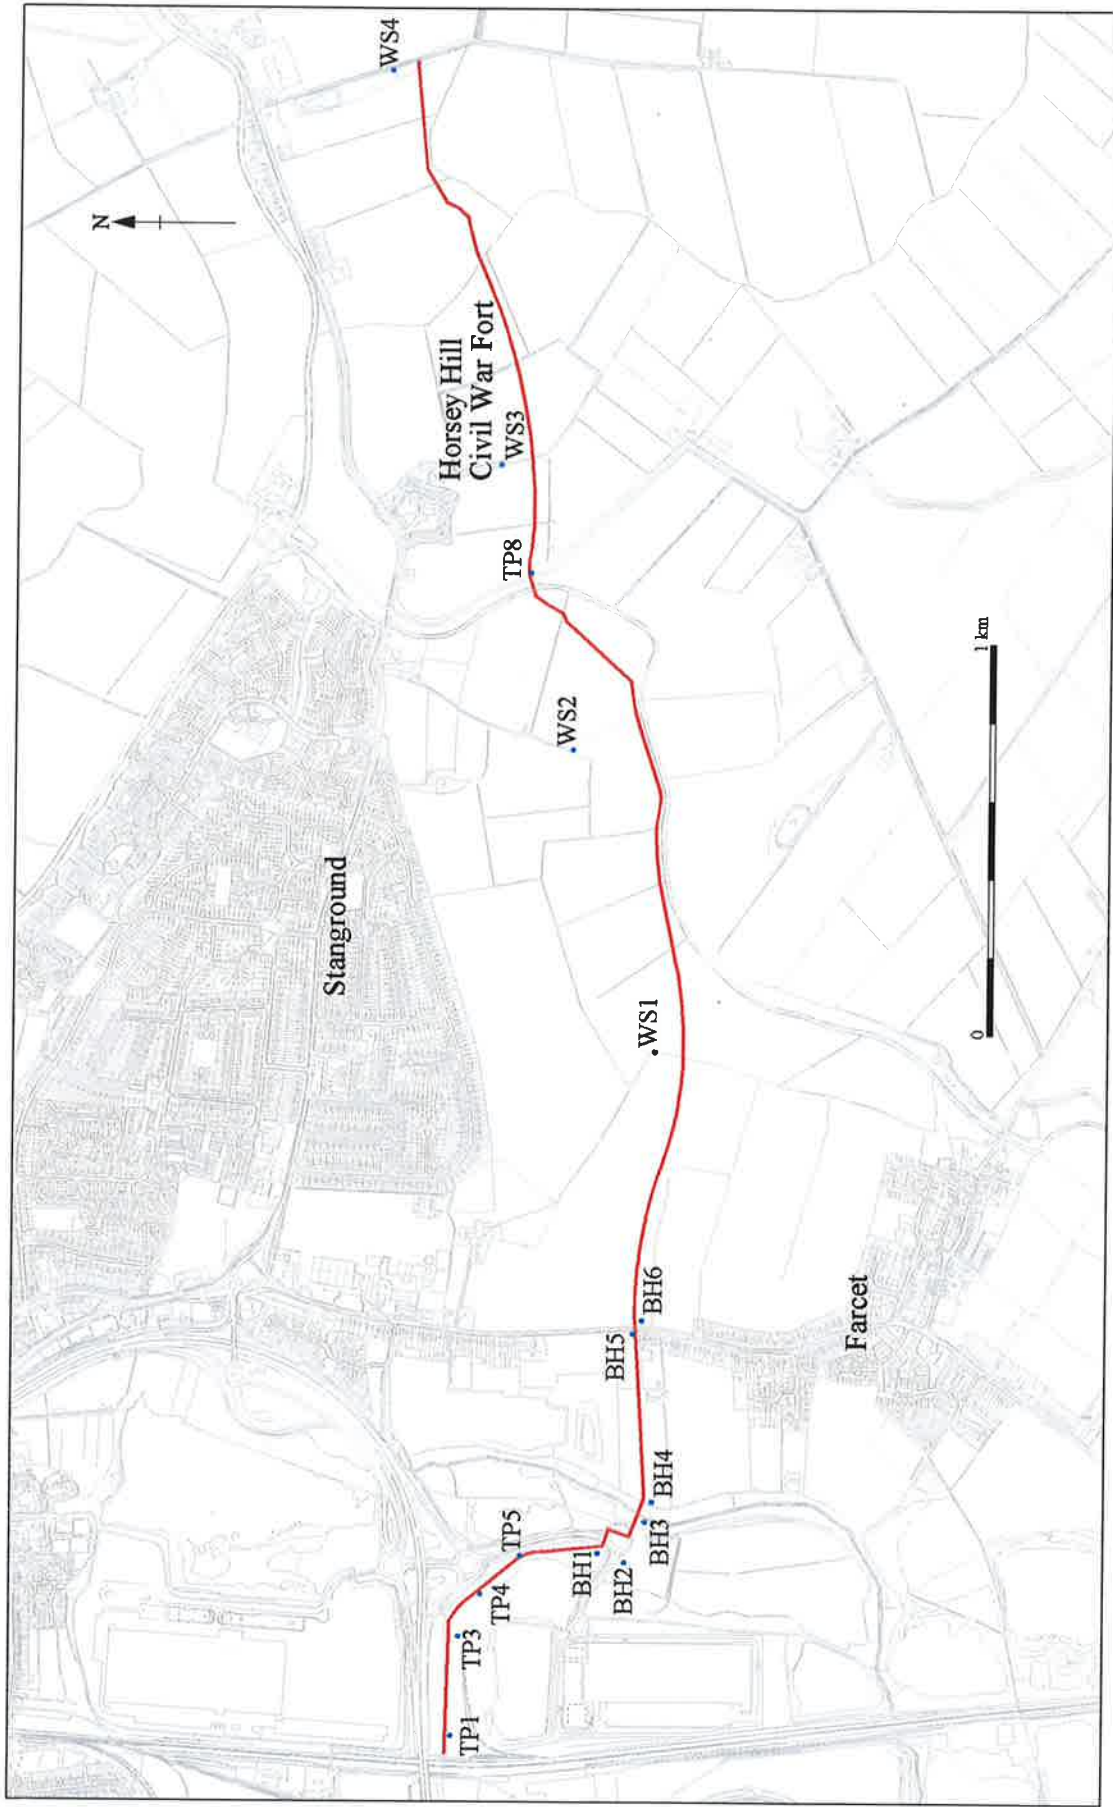 N
WS4
Horsey Hill
Civil War Fort
WS3
TP8
WS2
Stanground
WS1
BH6
BH5
Farcet
BH4
BH3
BH2
BH1
TP5
TP4
TP3
TP1
0
1 km